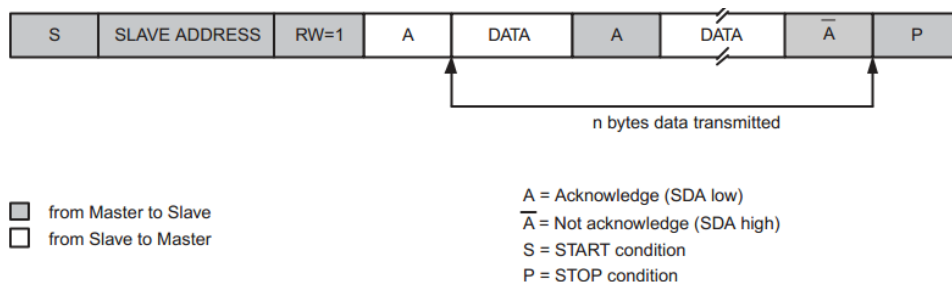 S SLAVE ADDRESS RW=1 A DATA A DATA A̅ P
n bytes data transmitted
from Master to Slave
from Slave to Master
A = Acknowledge (SDA low)
A̅ = Not acknowledge (SDA high)
S = START condition
P = STOP condition